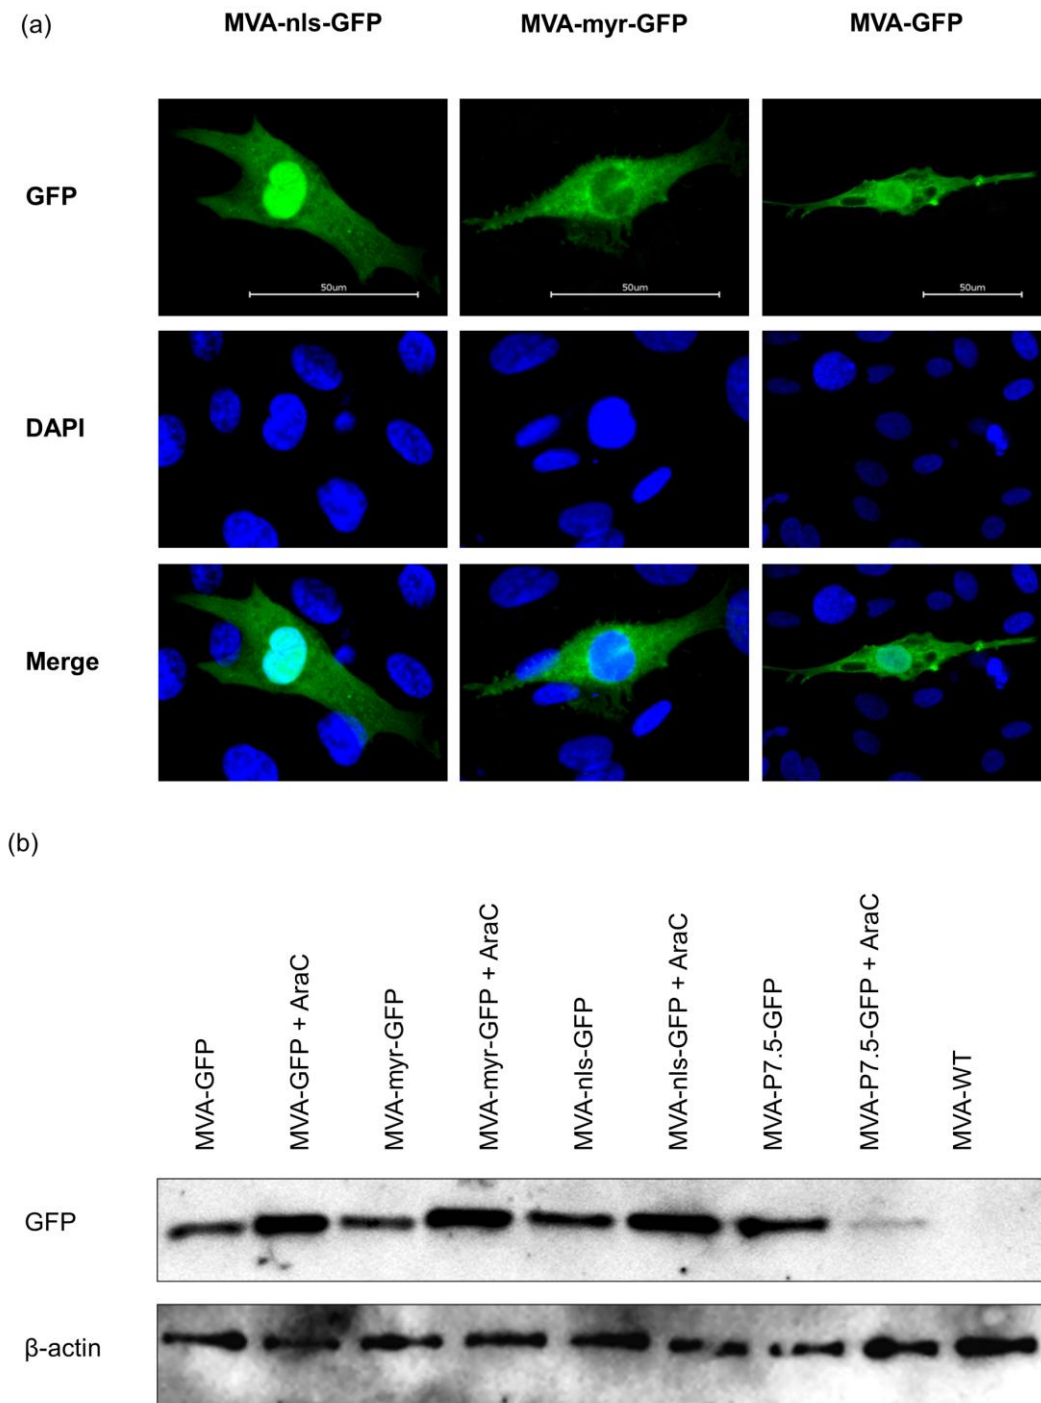 (a)
MVA-nls-GFP MVA-myr-GFP MVA-GFP
GFP
50um 50um 50um
DAPI
Merge
(b)
MVA-GFP
MVA-GFP + AraC
MVA-myr-GFP
MVA-myr-GFP + AraC
MVA-nls-GFP
MVA-nls-GFP + AraC
MVA-P7.5-GFP
MVA-P7.5-GFP + AraC
MVA-WT
GFP
β-actin